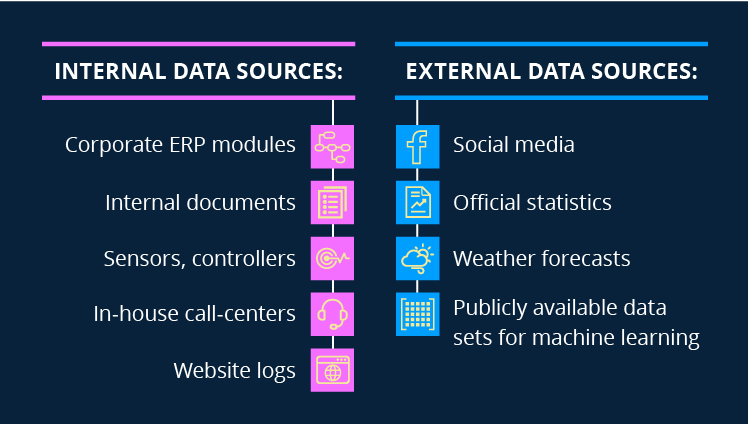 INTERNAL DATA SOURCES:
Corporate ERP modules
Internal documents
Sensors, controllers
In-house call-centers
Website logs
EXTERNAL DATA SOURCES:
Social media
Official statistics
Weather forecasts
Publicly available data
sets for machine learning